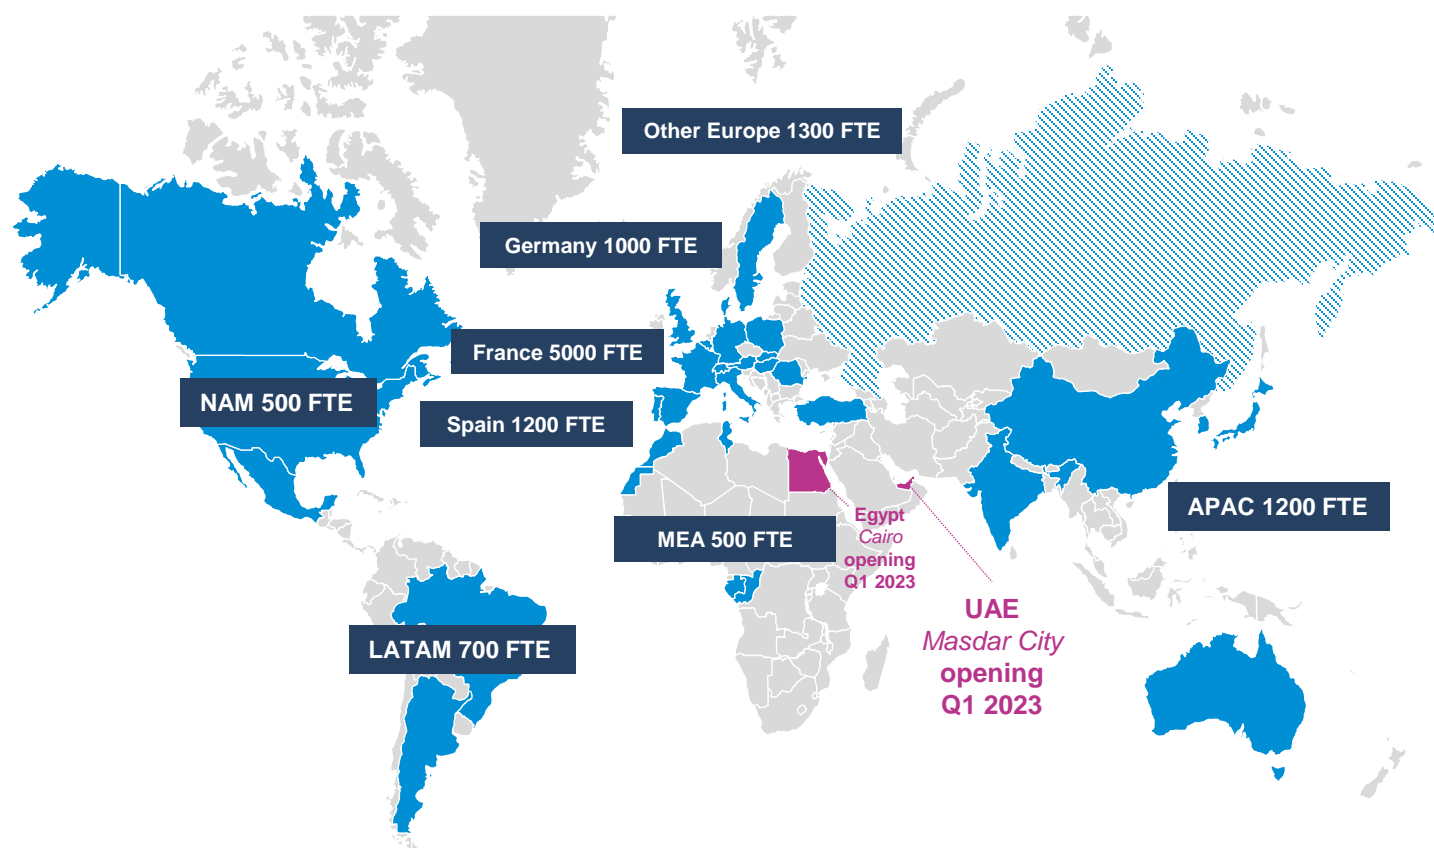 Other Europe 1300 FTE
Germany 1000 FTE
France 5000 FTE
NAM 500 FTE
Spain 1200 FTE
APAC 1200 FTE
MEA 500 FTE
Egypt
Cairo
opening
Q1 2023
UAE
Masdar City
opening
Q1 2023
LATAM 700 FTE